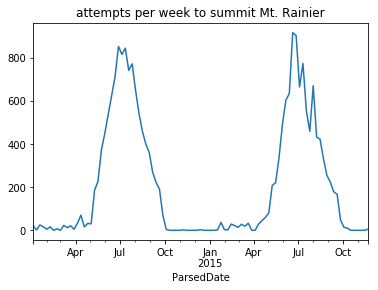 attempts per week to summit Mt. Rainier
800
600
400
200
0
Apr Jul Oct Jan Apr Jul Oct
2015
ParsedDate